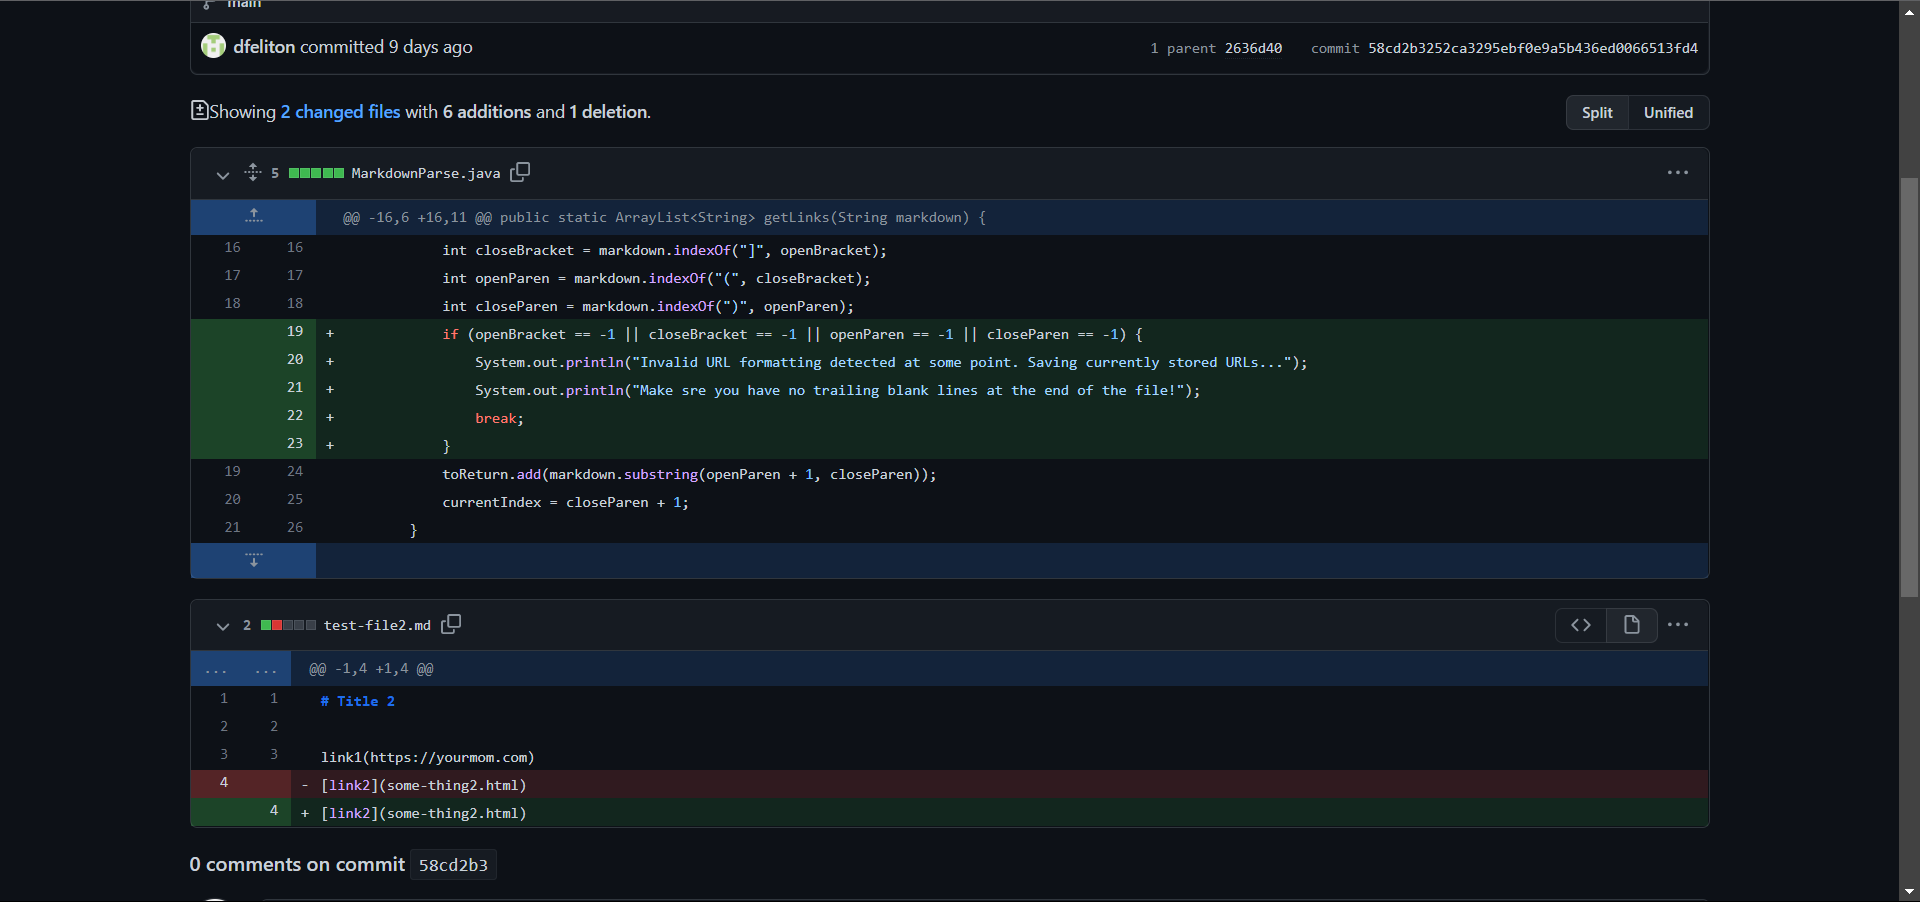 main
dfeliton committed 9 days ago
1 parent 2636d40 commit 58cd2b3252ca3295ebf0e9a5b436ed0066513fd4
Showing 2 changed files with 6 additions and 1 deletion.
Split Unified
5 MarkdownParse.java
@@ -16,6 +16,11 @@ public static ArrayList<String> getLinks(String markdown) {
16 16 int closeBracket = markdown.indexOf("]", openBracket);
17 17 int openParen = markdown.indexOf("(", closeBracket);
18 18 int closeParen = markdown.indexOf(")", openParen);
19 + if (openBracket == -1 || closeBracket == -1 || openParen == -1 || closeParen == -1) {
20 + System.out.println("Invalid URL formatting detected at some point. Saving currently stored URLs...");
21 + System.out.println("Make sre you have no trailing blank lines at the end of the file!");
22 + break;
23 + }
19 24 toReturn.add(markdown.substring(openParen + 1, closeParen));
20 25 currentIndex = closeParen + 1;
21 26 }
2 test-file2.md
... ... @@ -1,4 +1,4 @@
1 1 # Title 2
2 2
3 3 link1(https://yourmom.com)
4 - [link2](some-thing2.html)
4 + [link2](some-thing2.html)
0 comments on commit 58cd2b3